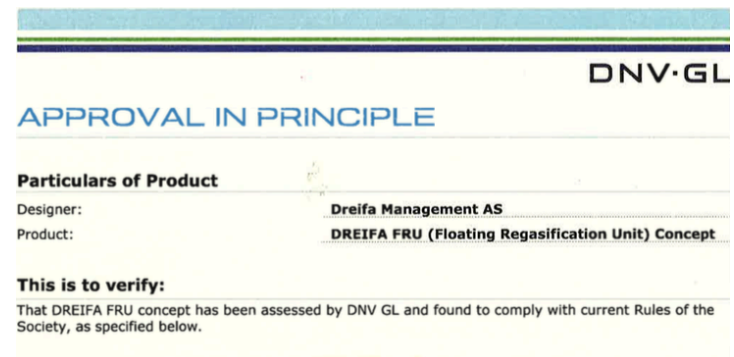 DNV·GL
APPROVAL IN PRINCIPLE
Particulars of Product
Designer: Dreifa Management AS
Product: DREIFA FRU (Floating Regasification Unit) Concept
This is to verify:
That DREIFA FRU concept has been assessed by DNV GL and found to comply with current Rules of the
Society, as specified below.